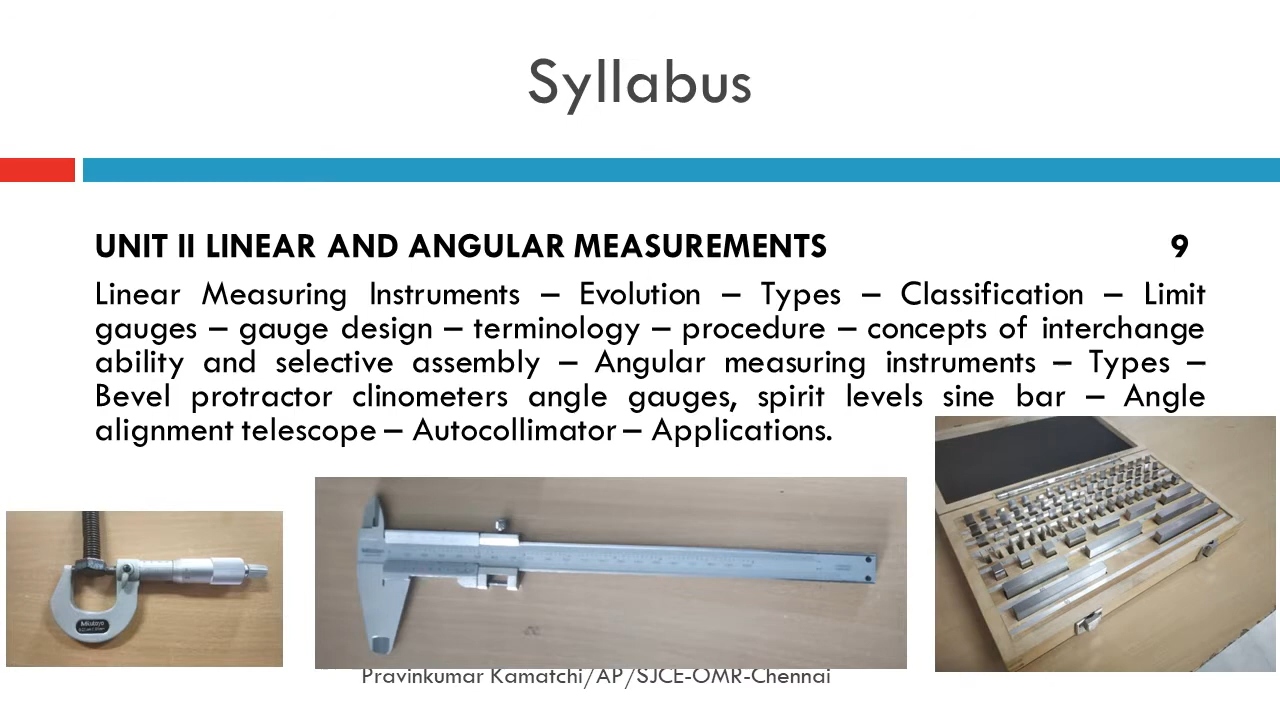 Syllabus
UNIT II LINEAR AND ANGULAR MEASUREMENTS 9
Linear Measuring Instruments – Evolution – Types – Classification – Limit
gauges – gauge design – terminology – procedure – concepts of interchange
ability and selective assembly – Angular measuring instruments – Types –
Bevel protractor clinometers angle gauges, spirit levels sine bar – Angle
alignment telescope – Autocollimator – Applications.
Mitutoyo
Pravinkumar Kamatchi/AP/SJCE-OMR-Chennai